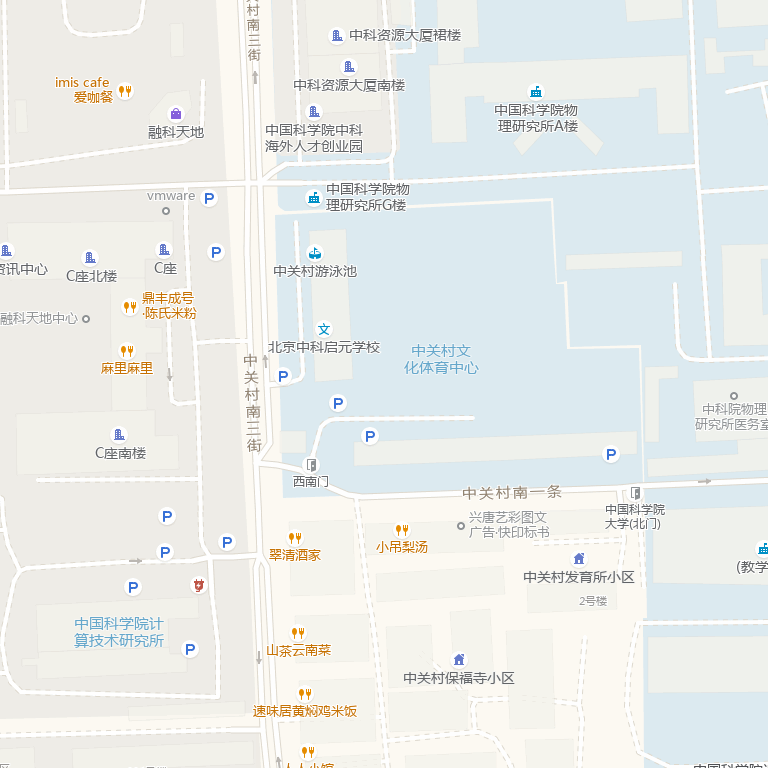 村南三街
中科资源大厦裙楼
imis cafe
爱咖餐
中科资源大厦南楼
中国科学院物
理研究所A楼
融科天地
中国科学院中科
海外人才创业园
vmware
P
中国科学院物
理研究所G楼
P
资讯中心
C座北楼
C座
中关村游泳池
鼎丰成号
·陈氏米粉
融科天地中心
文
北京中科启元学校
中关村文
化体育中心
麻里麻里
中关村南三街
P
P
中科院物理
研究所医务室
C座南楼
P
P
西南门
中关村南一条
中国科学院
大学(北门)
P
兴唐艺彩图文
广告·快印标书
小吊梨汤
翠清酒家
P
P
中关村发育所小区
(教学
P
2号楼
中国科学院计
算技术研究所
P
山茶云南菜
中关村保福寺小区
速味居黄焖鸡米饭